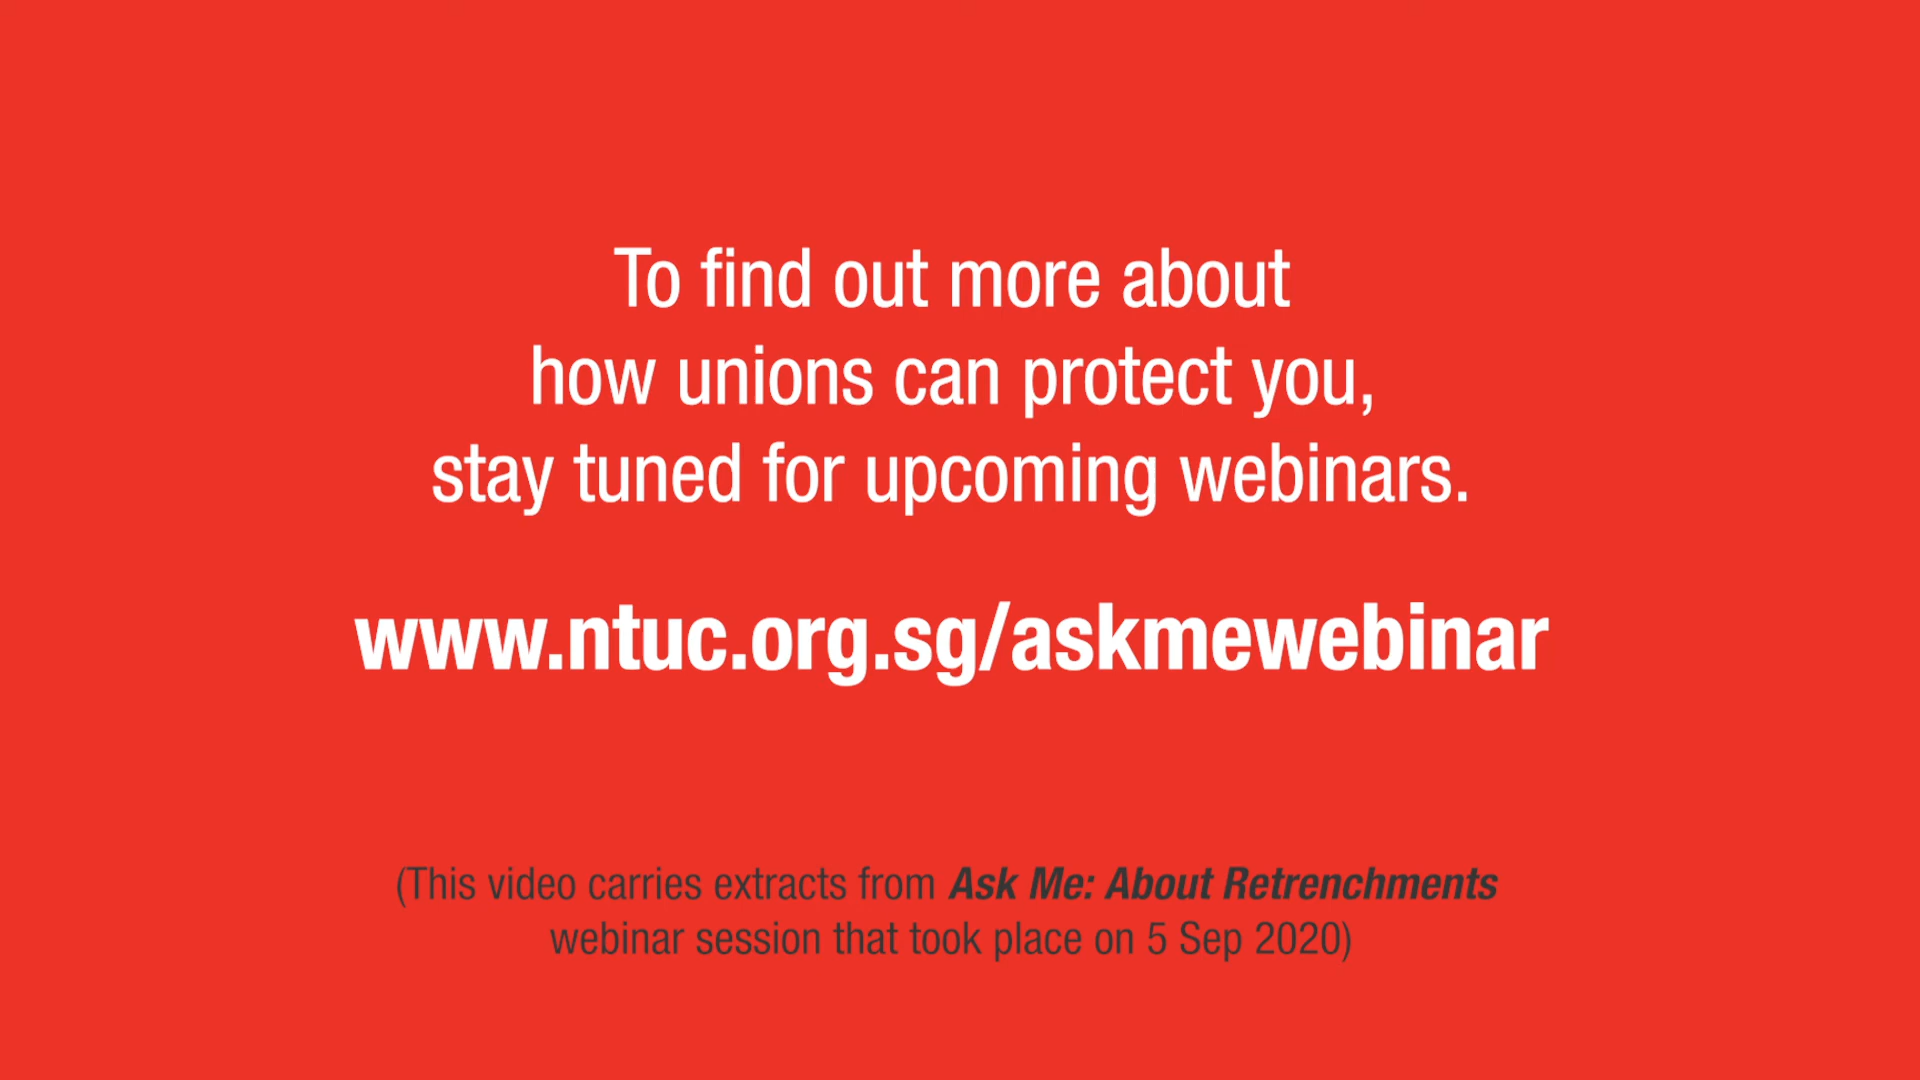 To find out more about
how unions can protect you,
stay tuned for upcoming webinars.
www.ntuc.org.sg/askmewebinar
(This video carries extracts from Ask Me: About Retrenchments
webinar session that took place on 5 Sep 2020)